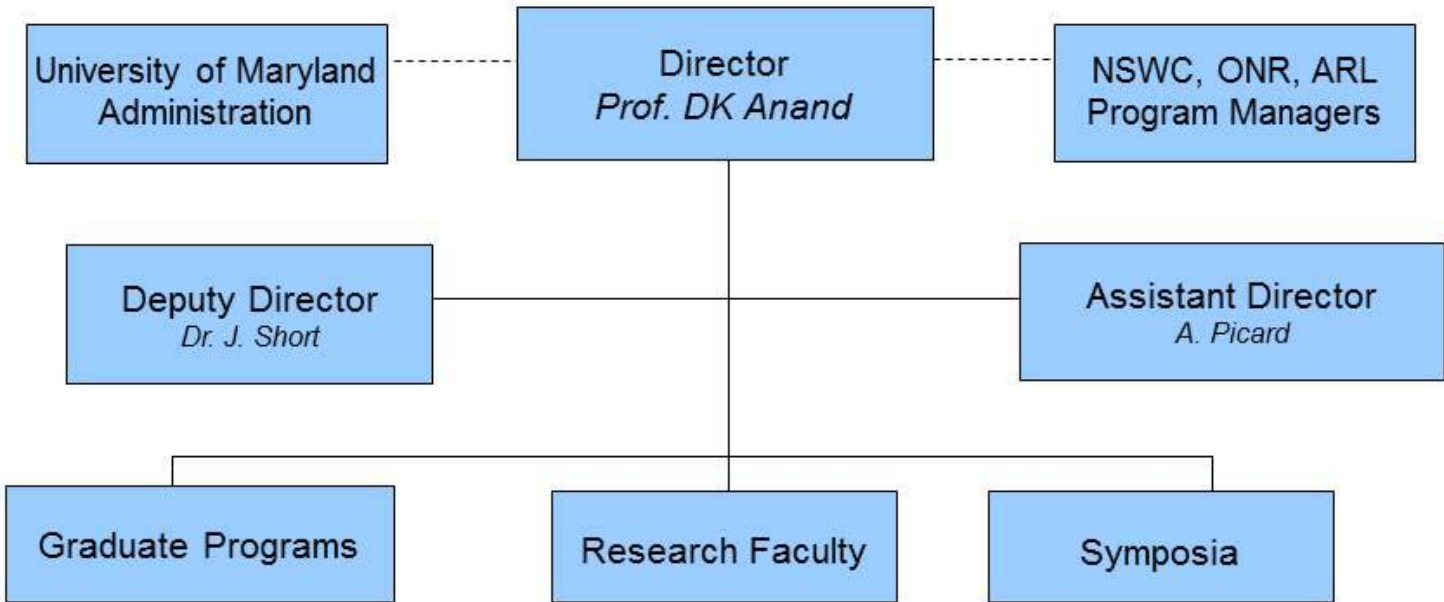 University of Maryland
Administration
Director
Prof. DK Anand
NSWC, ONR, ARL
Program Managers
Deputy Director
Dr. J. Short
Assistant Director
A. Picard
Graduate Programs
Research Faculty
Symposia